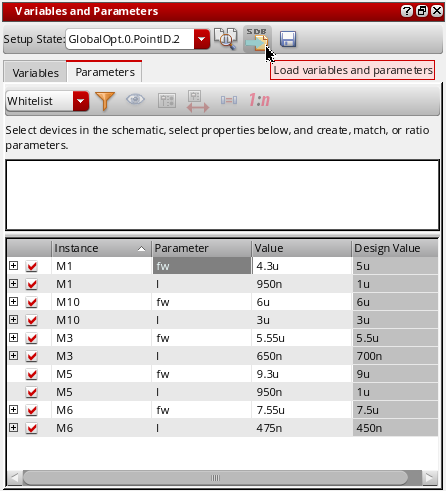 Variables and Parameters
Setup State: GlobalOpt.0.PointID.2 SDB
Variables Parameters
Load variables and parameters
Whitelist 1:n
Select devices in the schematic, select properties below, and create, match, or ratio
parameters.
Instance Parameter Value Design Value
M1 fw 4.3u 5u
M1 l 950n 1u
M10 fw 6u 6u
M10 l 3u 3u
M3 fw 5.55u 5.5u
M3 l 650n 700n
M5 fw 9.3u 9u
M5 l 950n 1u
M6 fw 7.55u 7.5u
M6 l 475n 450n